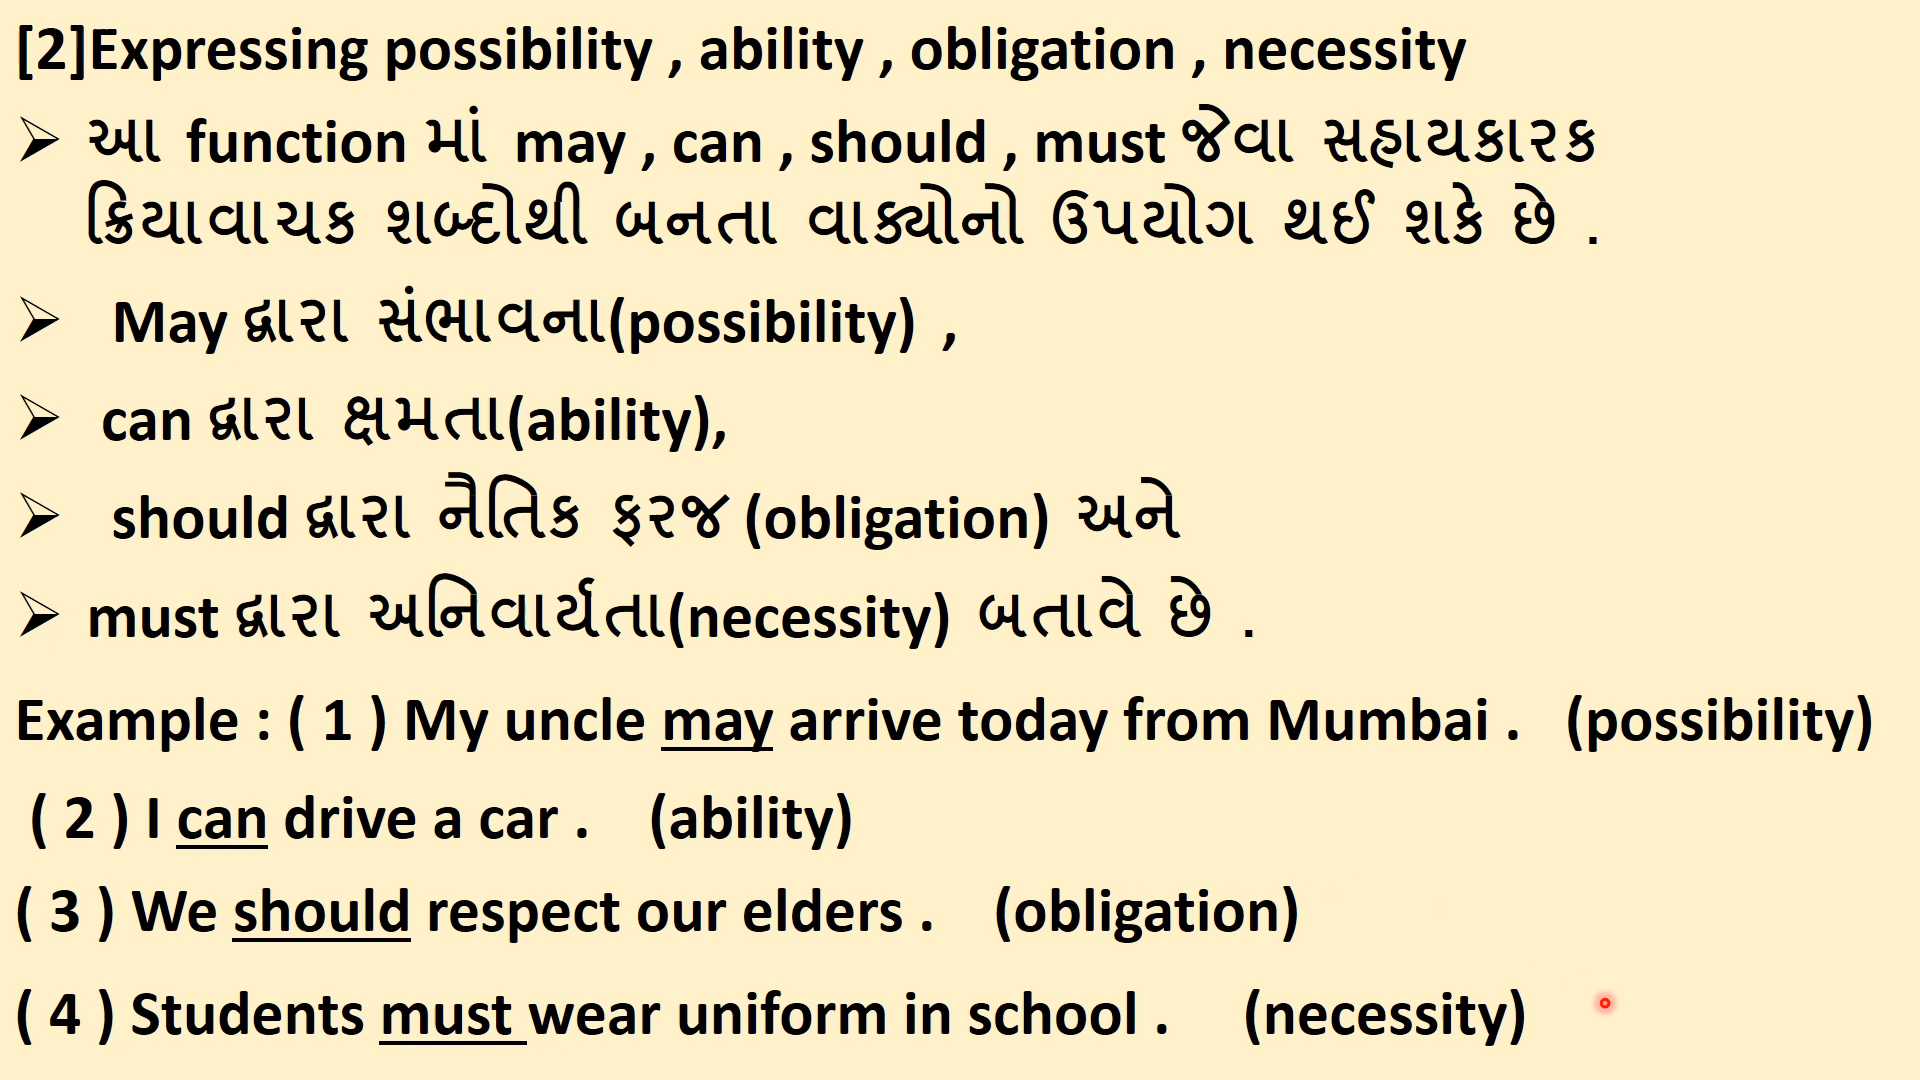 [2]Expressing possibility , ability , obligation , necessity
➢ આ function માં may , can , should , must જેવા સહાયકારક
ક્રિયાવાચક શબ્દોથી બનતા વાક્યોનો ઉપયોગ થઈ શકે છે .
➢ May દ્વારા સંભાવના(possibility) ,
➢ can દ્વારા ક્ષમતા(ability),
➢ should દ્વારા નૈતિક ફરજ (obligation) અને
➢ must દ્વારા અનિવાર્યતા(necessity) બતાવે છે .
Example : ( 1 ) My uncle may arrive today from Mumbai . (possibility)
( 2 ) I can drive a car . (ability)
( 3 ) We should respect our elders . (obligation)
( 4 ) Students must wear uniform in school . (necessity)